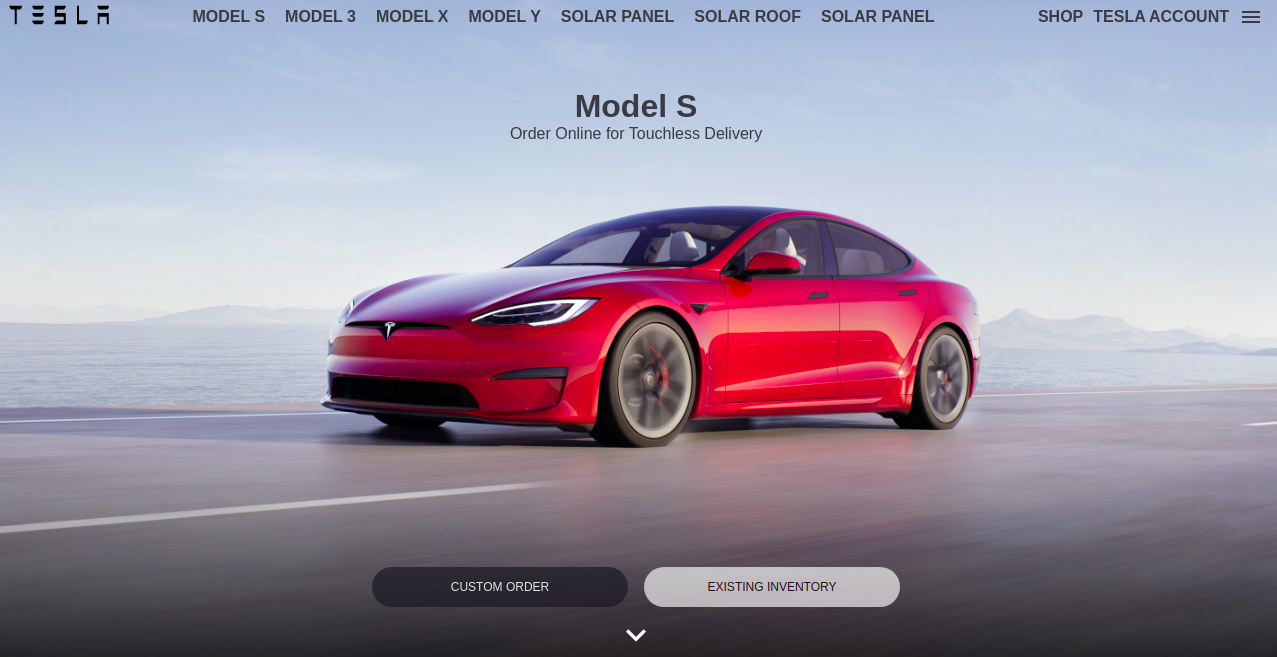 TESLA MODEL S MODEL 3 MODEL X MODEL Y SOLAR PANEL SOLAR ROOF SOLAR PANEL SHOP TESLA ACCOUNT
Model S
Order Online for Touchless Delivery
CUSTOM ORDER EXISTING INVENTORY